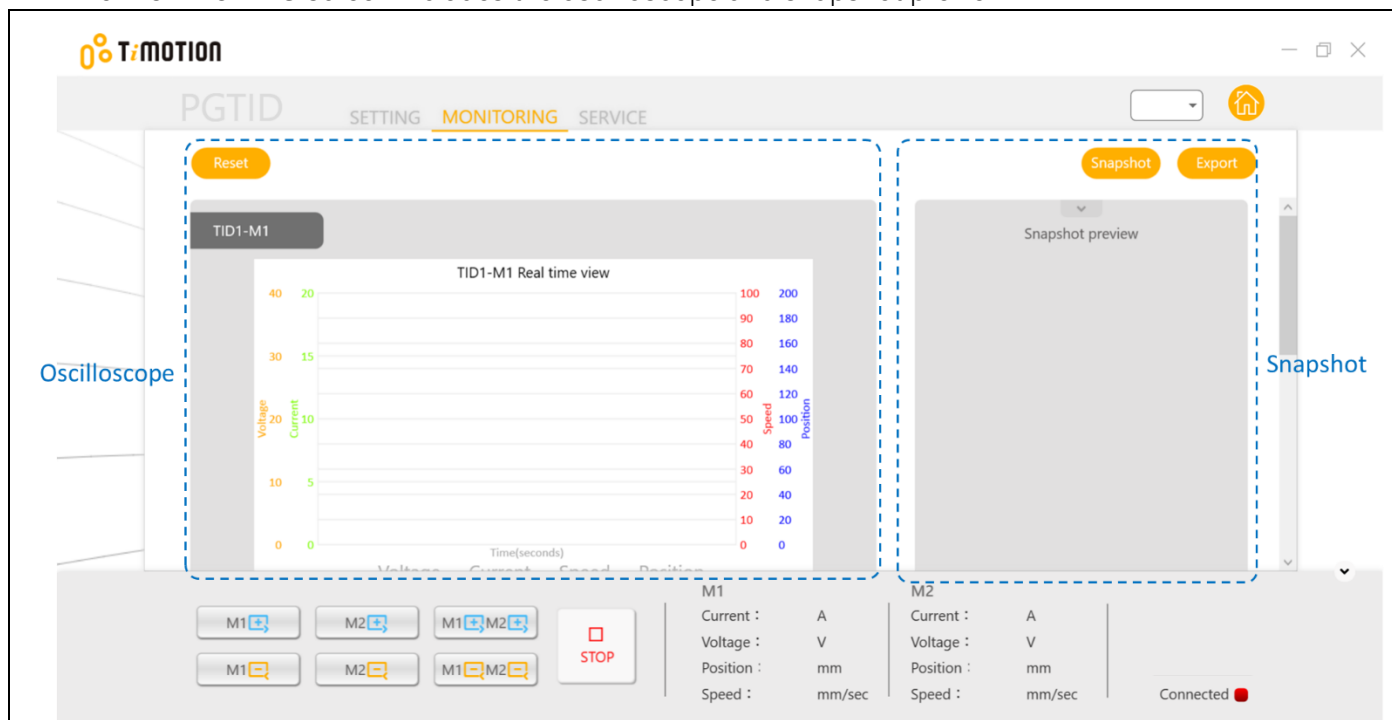 TiMOTION
PGTID SETTING MONITORING SERVICE
Reset
Snapshot Export
TID1-M1
Snapshot preview
TID1-M1 Real time view
40 20 100 200
90 180
80 160
30 15
70 140
60 120
20 10 50 100
40 80
30 60
10 5
20 40
10 20
0 0 0 0
Voltage
Current
Speed
Position
Time(seconds)
Voltage Current Speed Position
Oscilloscope
Snapshot
M1 M2 M1 M2
M1 M2 M1 M2
STOP
M1
Current : A
Voltage : V
Position : mm
Speed : mm/sec
M2
Current : A
Voltage : V
Position : mm
Speed : mm/sec
Connected